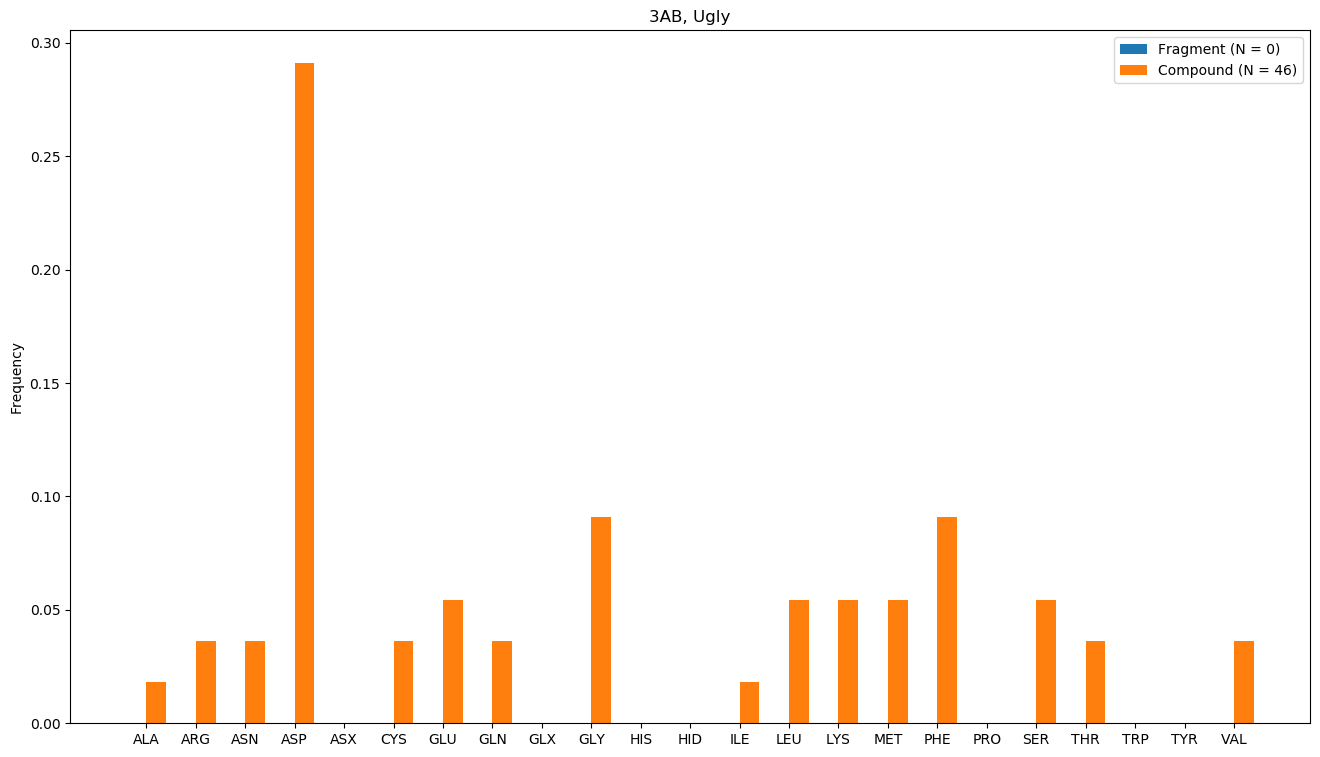 3AB, Ugly
Fragment (N = 0)
Compound (N = 46)
0.30
0.25
0.20
0.15
0.10
0.05
0.00
Frequency
ALA ARG ASN ASP ASX CYS GLU GLN GLX GLY HIS HID ILE LEU LYS MET PHE PRO SER THR TRP TYR VAL